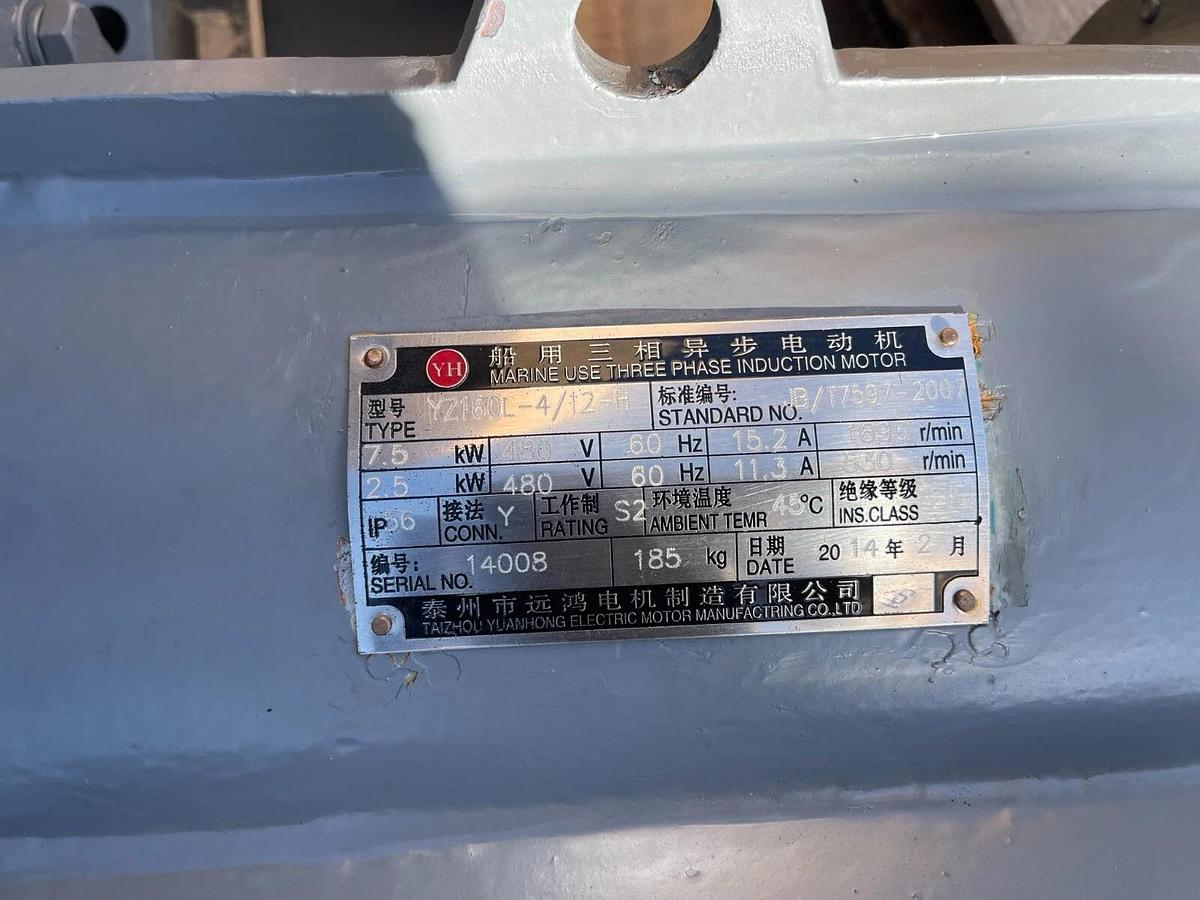 YH 船用三相异步电动机
MARINE USE THREE PHASE INDUCTION MOTOR
型号 标准编号:
TYPE YZ160L-4/12-H STANDARD NO. JB/T7597-2007
7.5 kW 480 V 60 Hz 15.2 A r/min
2.5 kW 480 V 60 Hz 11.3 A 530 r/min
接法 工作制 环境温度 绝缘等级
IP56 CONN. Y RATING S2 AMBIENT TEMR 45°C INS.CLASS
编号: 日期
SERIAL NO. 14008 185 kg DATE 2014年2月
泰州市远鸿电机制造有限公司
TAIZHOU YUANHONG ELECTRIC MOTOR MANUFACTRING CO.,LTD